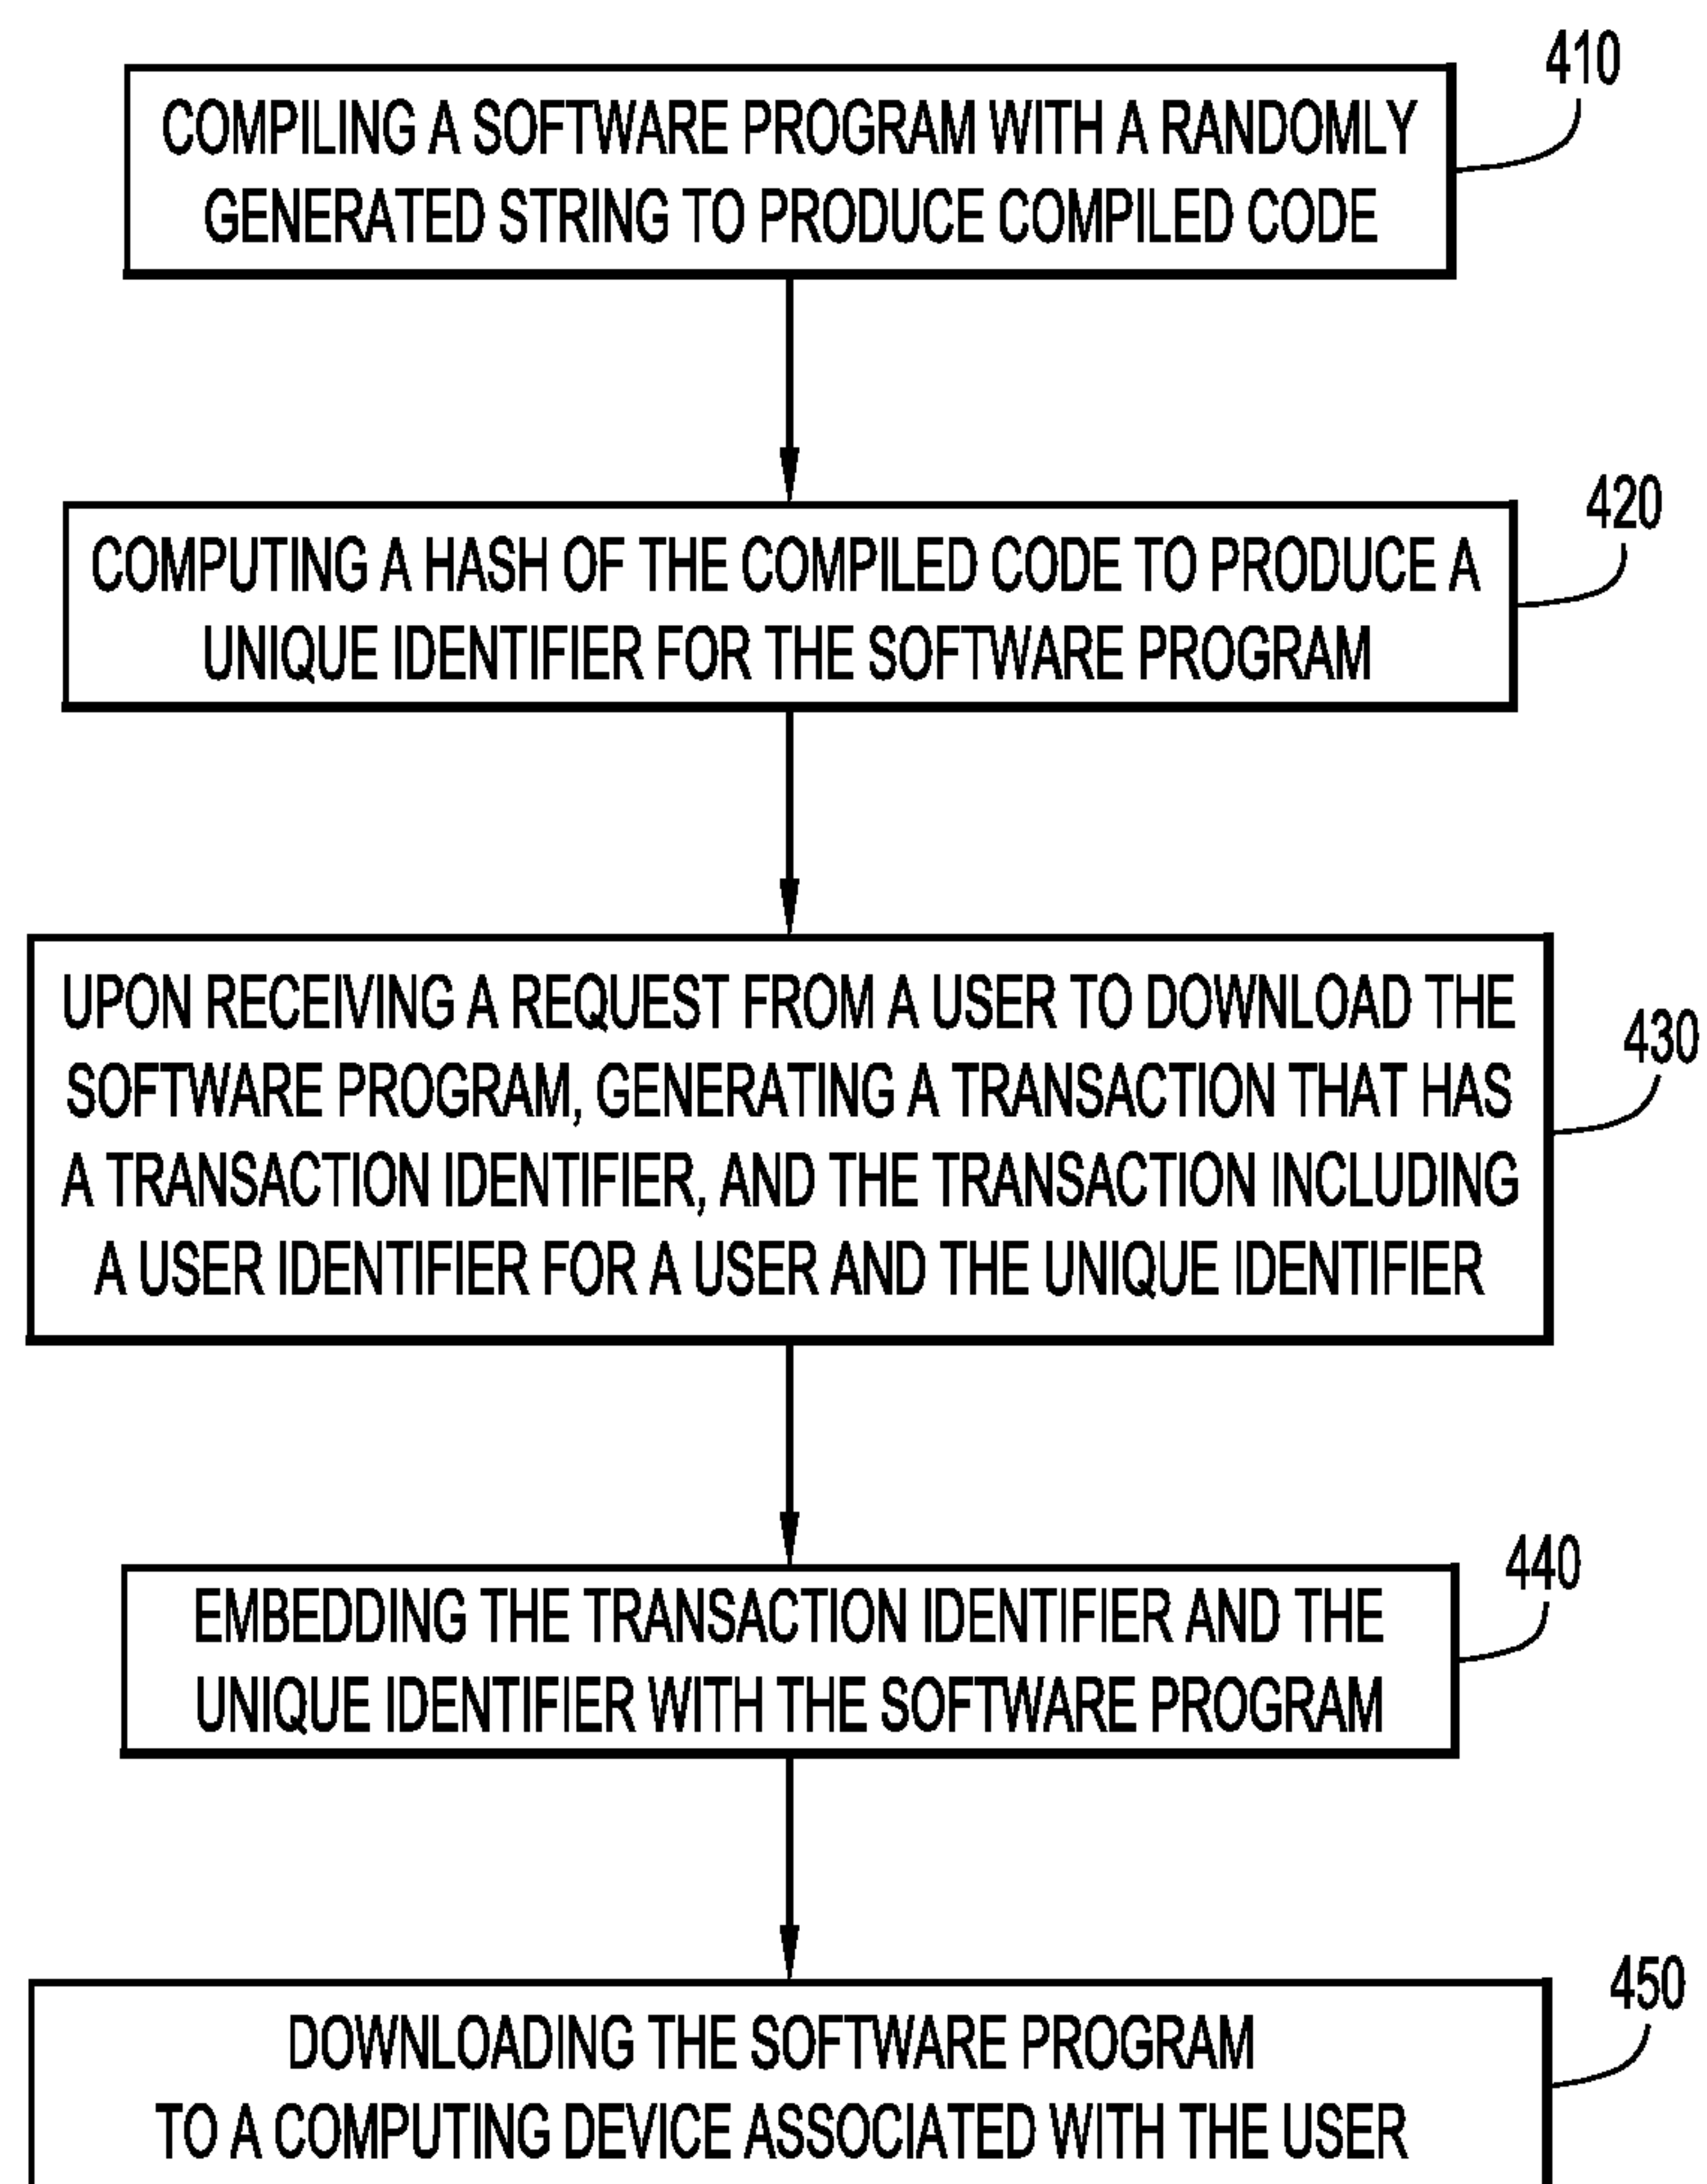 410
COMPILING A SOFTWARE PROGRAM WITH A RANDOMLY
GENERATED STRING TO PRODUCE COMPILED CODE
420
COMPUTING A HASH OF THE COMPILED CODE TO PRODUCE A
UNIQUE IDENTIFIER FOR THE SOFTWARE PROGRAM
430
UPON RECEIVING A REQUEST FROM A USER TO DOWNLOAD THE
SOFTWARE PROGRAM, GENERATING A TRANSACTION THAT HAS
A TRANSACTION IDENTIFIER, AND THE TRANSACTION INCLUDING
A USER IDENTIFIER FOR A USER AND THE UNIQUE IDENTIFIER
440
EMBEDDING THE TRANSACTION IDENTIFIER AND THE
UNIQUE IDENTIFIER WITH THE SOFTWARE PROGRAM
450
DOWNLOADING THE SOFTWARE PROGRAM
TO A COMPUTING DEVICE ASSOCIATED WITH THE USER